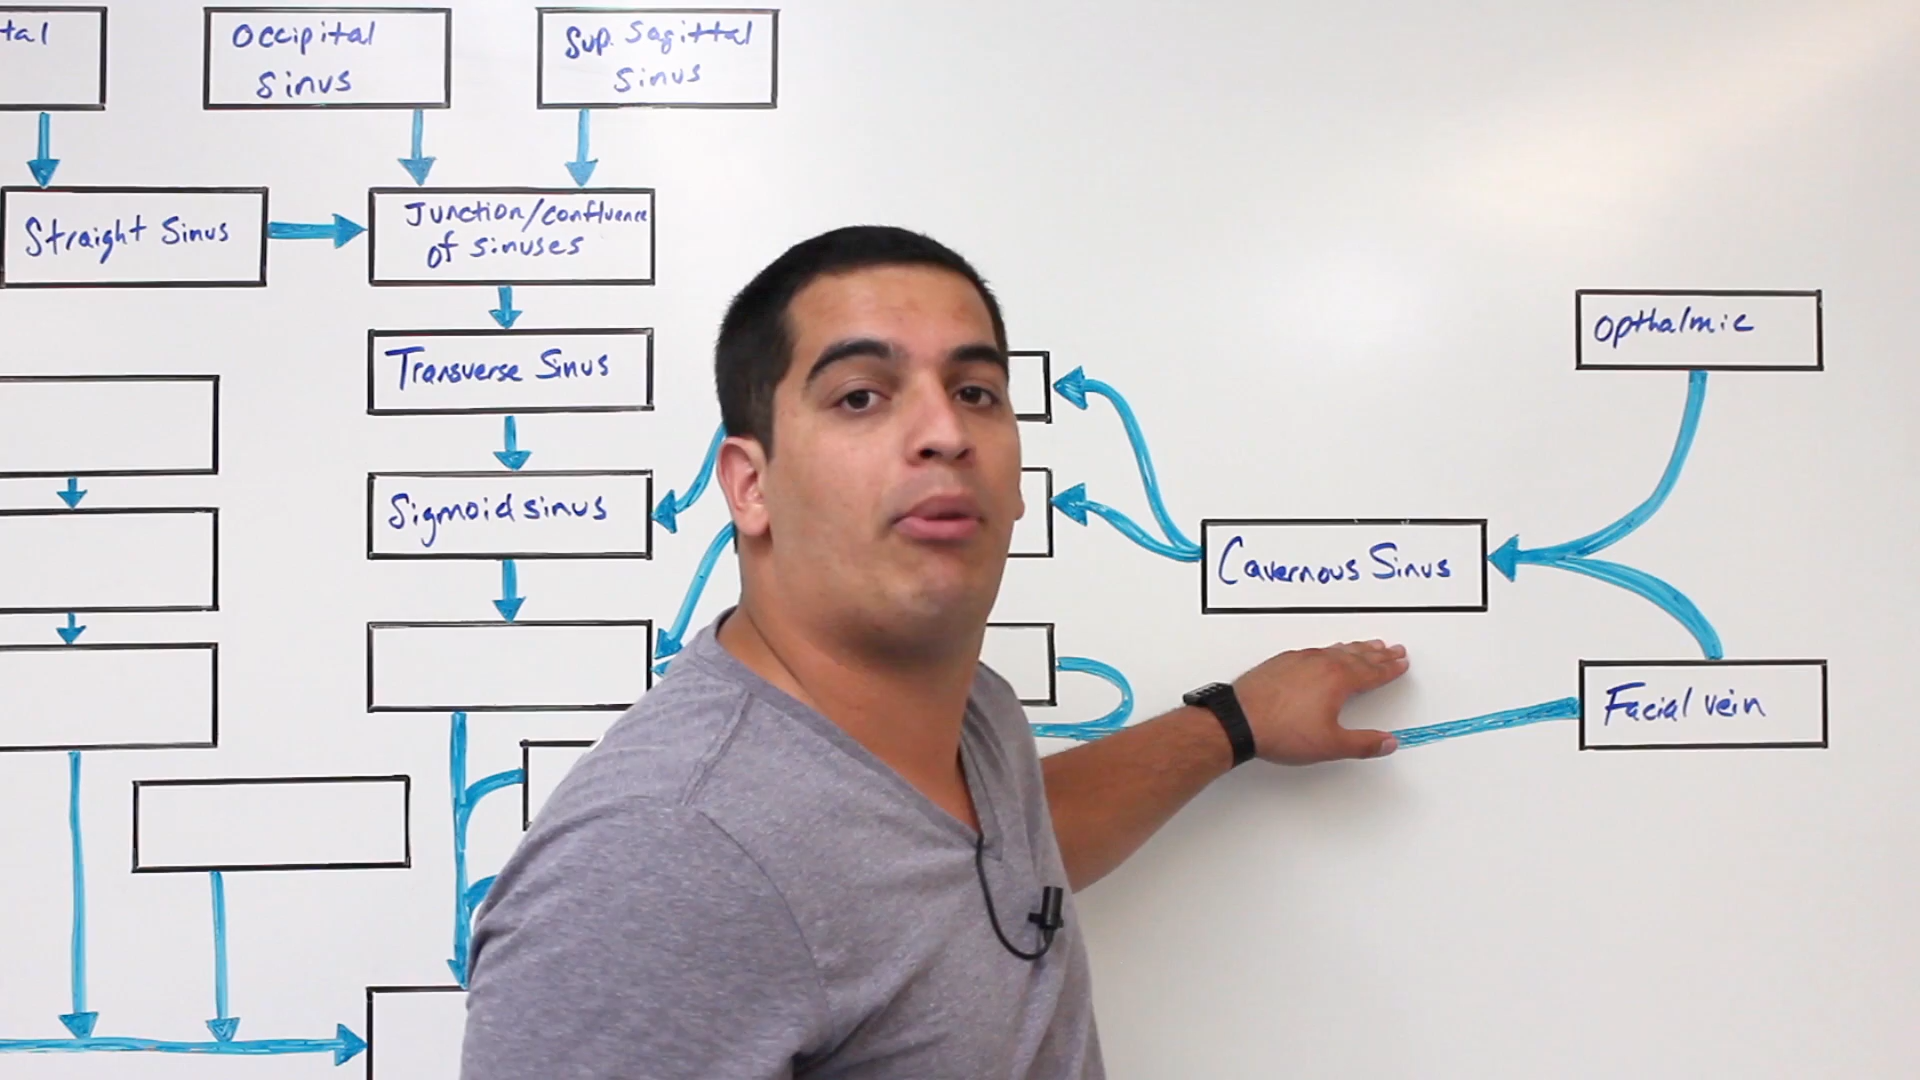 tal
Occipital
Sinus
Sup. Sagittal
Sinus
Straight Sinus
Junction/confluence
of sinuses
Transverse Sinus
Sigmoid sinus
Opthalmic
Cavernous Sinus
Facial vein